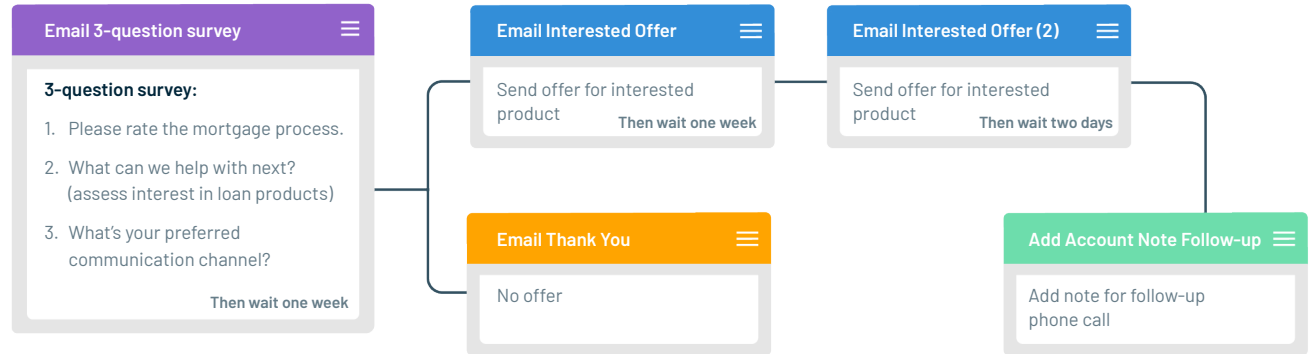 Email 3-question survey
3-question survey:
1. Please rate the mortgage process.
2. What can we help with next?
(assess interest in loan products)
3. What's your preferred
communication channel?
Then wait one week
Email Interested Offer
Send offer for interested
product
Then wait one week
Email Interested Offer (2)
Send offer for interested
product
Then wait two days
Email Thank You
No offer
Add Account Note Follow-up
Add note for follow-up
phone call